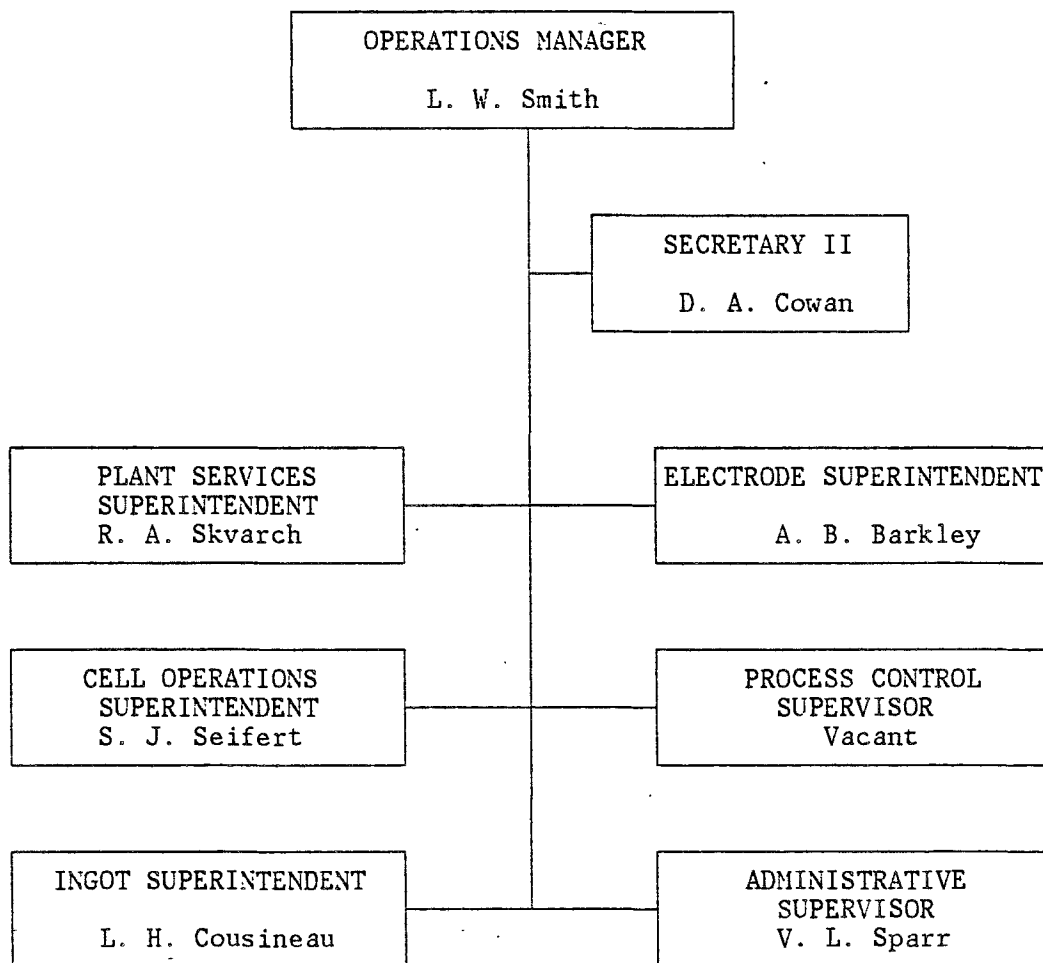 OPERATIONS MANAGER
L. W. Smith
SECRETARY II
D. A. Cowan
PLANT SERVICES
SUPERINTENDENT
R. A. Skvarch
ELECTRODE SUPERINTENDENT
A. B. Barkley
CELL OPERATIONS
SUPERINTENDENT
S. J. Seifert
PROCESS CONTROL
SUPERVISOR
Vacant
INGOT SUPERINTENDENT
L. H. Cousineau
ADMINISTRATIVE
SUPERVISOR
V. L. Sparr